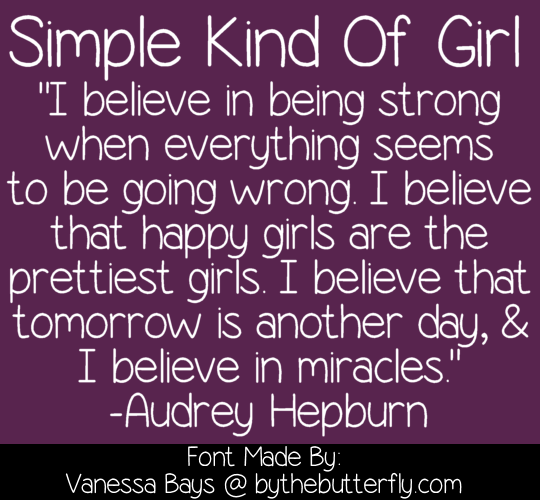 Simple Kind Of Girl
"I believe in being strong
when everything seems
to be going wrong. I believe
that happy girls are the
prettiest girls. I believe that
tomorrow is another day, &
I believe in miracles."
-Audrey Hepburn
Font Made By:
Vanessa Bays @ bythebutterfly.com